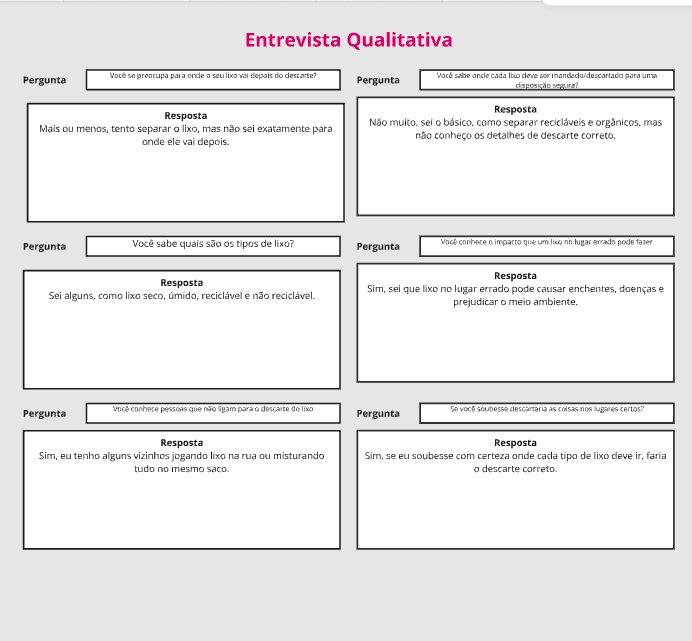 Entrevista Qualitativa
Pergunta
Você se preocupa para onde o seu lixo vai depois do descarte?
Resposta
Mais ou menos, tento separar o lixo, mas não sei exatamente para
onde ele vai depois.
Pergunta
Você sabe onde cada lixo deve ser mandado/descartado para uma
disposição segura?
Resposta
Não muito, sei o básico, como separar recicláveis e orgânicos, mas
não conheço os detalhes de descarte correto.
Pergunta
Você sabe quais são os tipos de lixo?
Resposta
Sei alguns, como lixo seco, úmido, reciclável e não reciclável.
Pergunta
Você conhece o impacto que um lixo no lugar errado pode fazer
Resposta
Sim, sei que lixo no lugar errado pode causar enchentes, doenças e
prejudicar o meio ambiente.
Pergunta
Você conhece pessoas que não ligam para o descarte do lixo
Resposta
Sim, eu tenho alguns vizinhos jogando lixo na rua ou misturando
tudo no mesmo saco.
Pergunta
Se você soubesse descartaria as coisas nos lugares certos?
Resposta
Sim, se eu soubesse com certeza onde cada tipo de lixo deve ir, faria
o descarte correto.